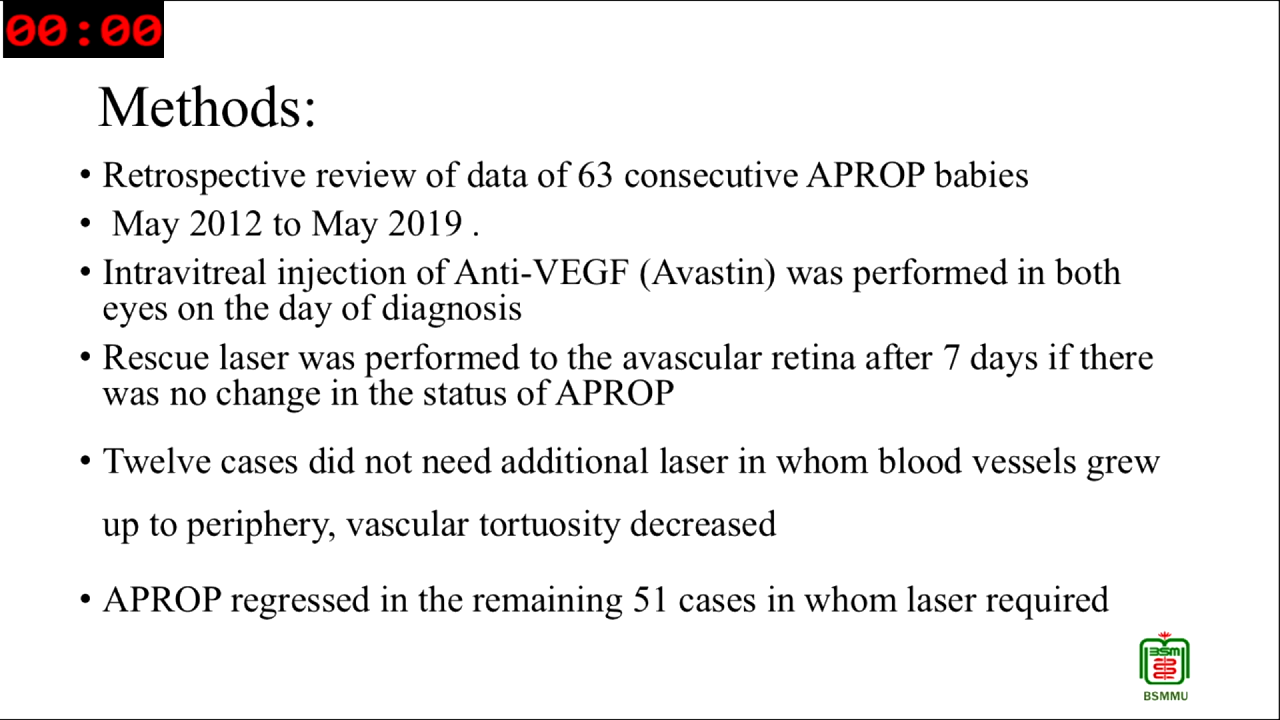 00:00
Methods:
• Retrospective review of data of 63 consecutive APROP babies
• May 2012 to May 2019 .
• Intravitreal injection of Anti-VEGF (Avastin) was performed in both
eyes on the day of diagnosis
• Rescue laser was performed to the avascular retina after 7 days if there
was no change in the status of APROP
• Twelve cases did not need additional laser in whom blood vessels grew
up to periphery, vascular tortuosity decreased
• APROP regressed in the remaining 51 cases in whom laser required
BSM
BSMMU